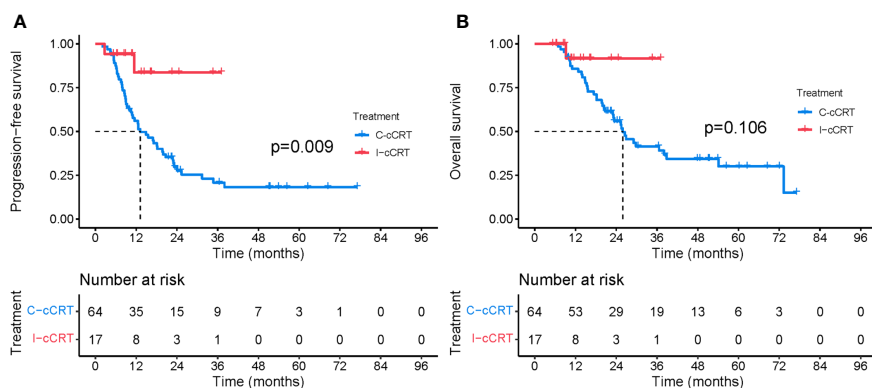 A
Progression−free survival
1.00
0.75
0.50
0.25
0.00
Treatment
C−cCRT
I−cCRT
p=0.009
0 12 24 36 48 60 72 84 96
Time (months)
Number at risk
Treatment
C−cCRT 64 35 15 9 7 3 1 0 0
I−cCRT 17 8 3 1 0 0 0 0 0
0 12 24 36 48 60 72 84 96
Time (months)
B
Overall survival
1.00
0.75
0.50
0.25
0.00
Treatment
C−cCRT
I−cCRT
p=0.106
0 12 24 36 48 60 72 84 96
Time (months)
Number at risk
Treatment
C−cCRT 64 53 29 19 13 6 3 0 0
I−cCRT 17 8 3 1 0 0 0 0 0
0 12 24 36 48 60 72 84 96
Time (months)